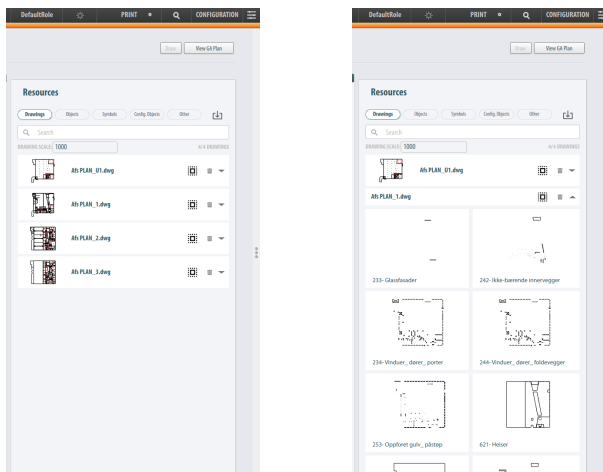 DefaultRole PRINT CONFIGURATION
Draw View GA Plan
Resources
Drawings Objects Symbols Config. Objects Other
Search
DRAWING SCALE: 1000 4/4 DRAWINGS
Afs PLAN_U1.dwg
Afs PLAN_1.dwg
Afs PLAN_2.dwg
Afs PLAN_3.dwg
DefaultRole PRINT CONFIGURATION
Draw View GA Plan
Resources
Drawings Objects Symbols Config. Objects Other
Search
DRAWING SCALE: 1000 4/4 DRAWINGS
Afs PLAN_U1.dwg
Afs PLAN_1.dwg
233- Glassfasader 242- Ikke-bærende innervegger
234- Vinduer_ dører_ porter 244- Vinduer_ dører_ foldevegger
253- Oppforet gulv_ påstøp 621- Heiser